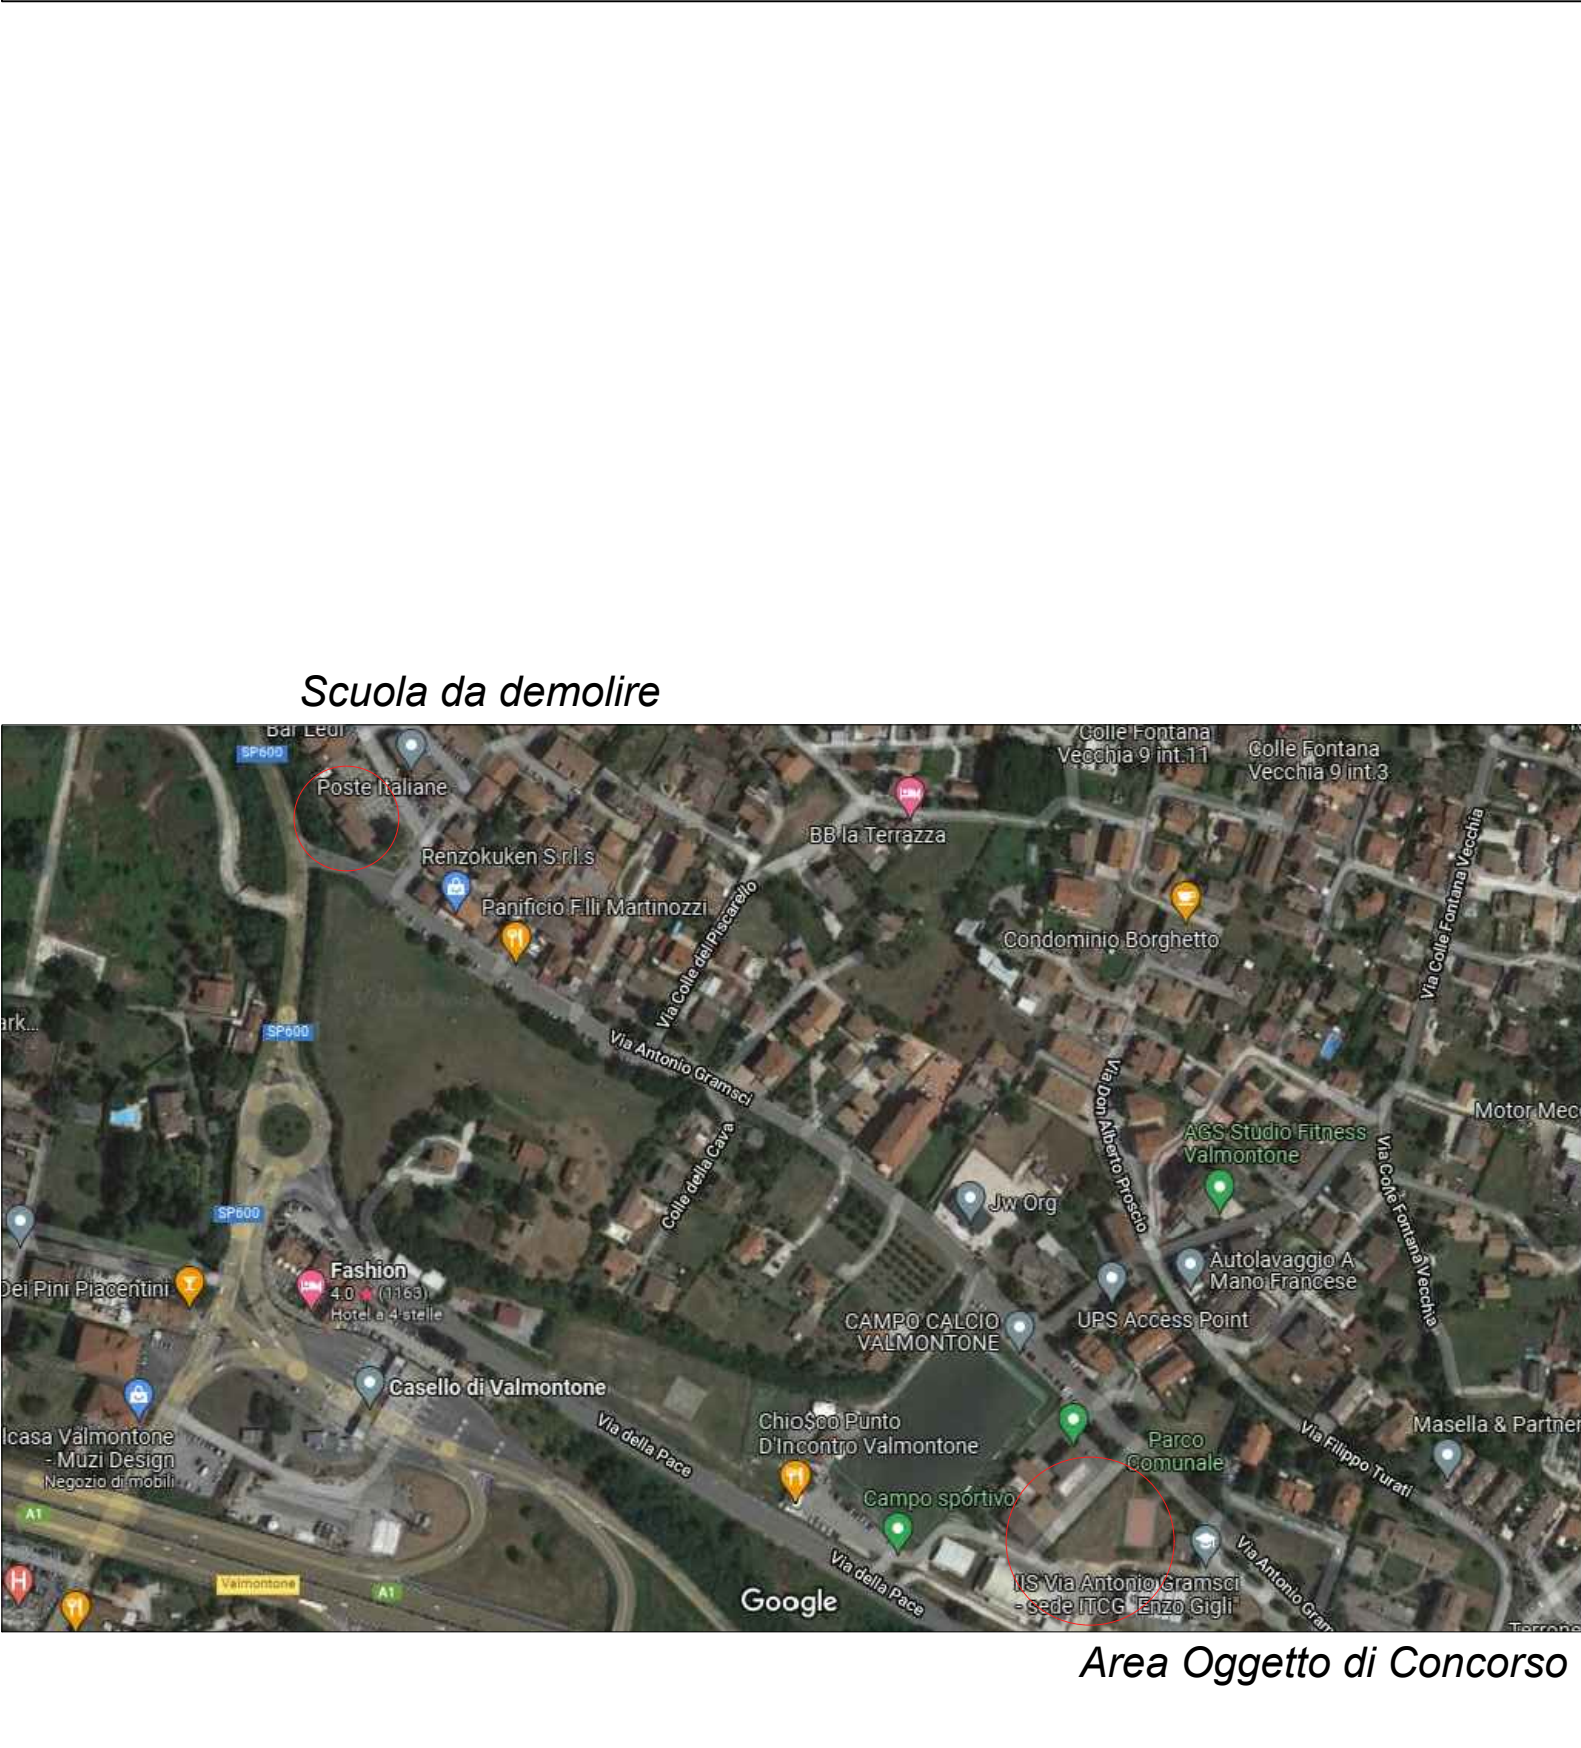 Scuola da demolire
Bar Ledi
SP600
Poste Italiane
Colle Fontana
Vecchia 9 int.11
Colle Fontana
Vecchia 9 int.3
BB la Terrazza
Renzokuken S.r.l.s
Panificio F.lli Martinozzi
Via Colle del Piscarello
Condominio Borghetto
Via Colle Fontana Vecchia
ark...
SP600
Via Antonio Gramsci
Via Don Alberto Proscio
Motor Mec
AGS Studio Fitness
Valmontone
Via Colle Fontana Vecchia
Colle della Cava
Jw Org
SP600
Dei Pini Piacentini
Fashion
4.0 ★ (1163)
Hotel a 4 stelle
Autolavaggio A
Mano Francese
UPS Access Point
CAMPO CALCIO
VALMONTONE
Casello di Valmontone
Chio$co Punto
D'Incontro Valmontone
Via della Pace
Parco
Comunale
Via Filippo Turati
Masella & Partner
lcasa Valmontone
- Muzi Design
Negozio di mobili
Campo sportivo
A1
Via della Pace
Via Antonio Gram
IIS Via Antonio Gramsci
- sede ITCG "Enzo Gigli"
H
Valmontone
A1
Google
Terrone
Area Oggetto di Concorso